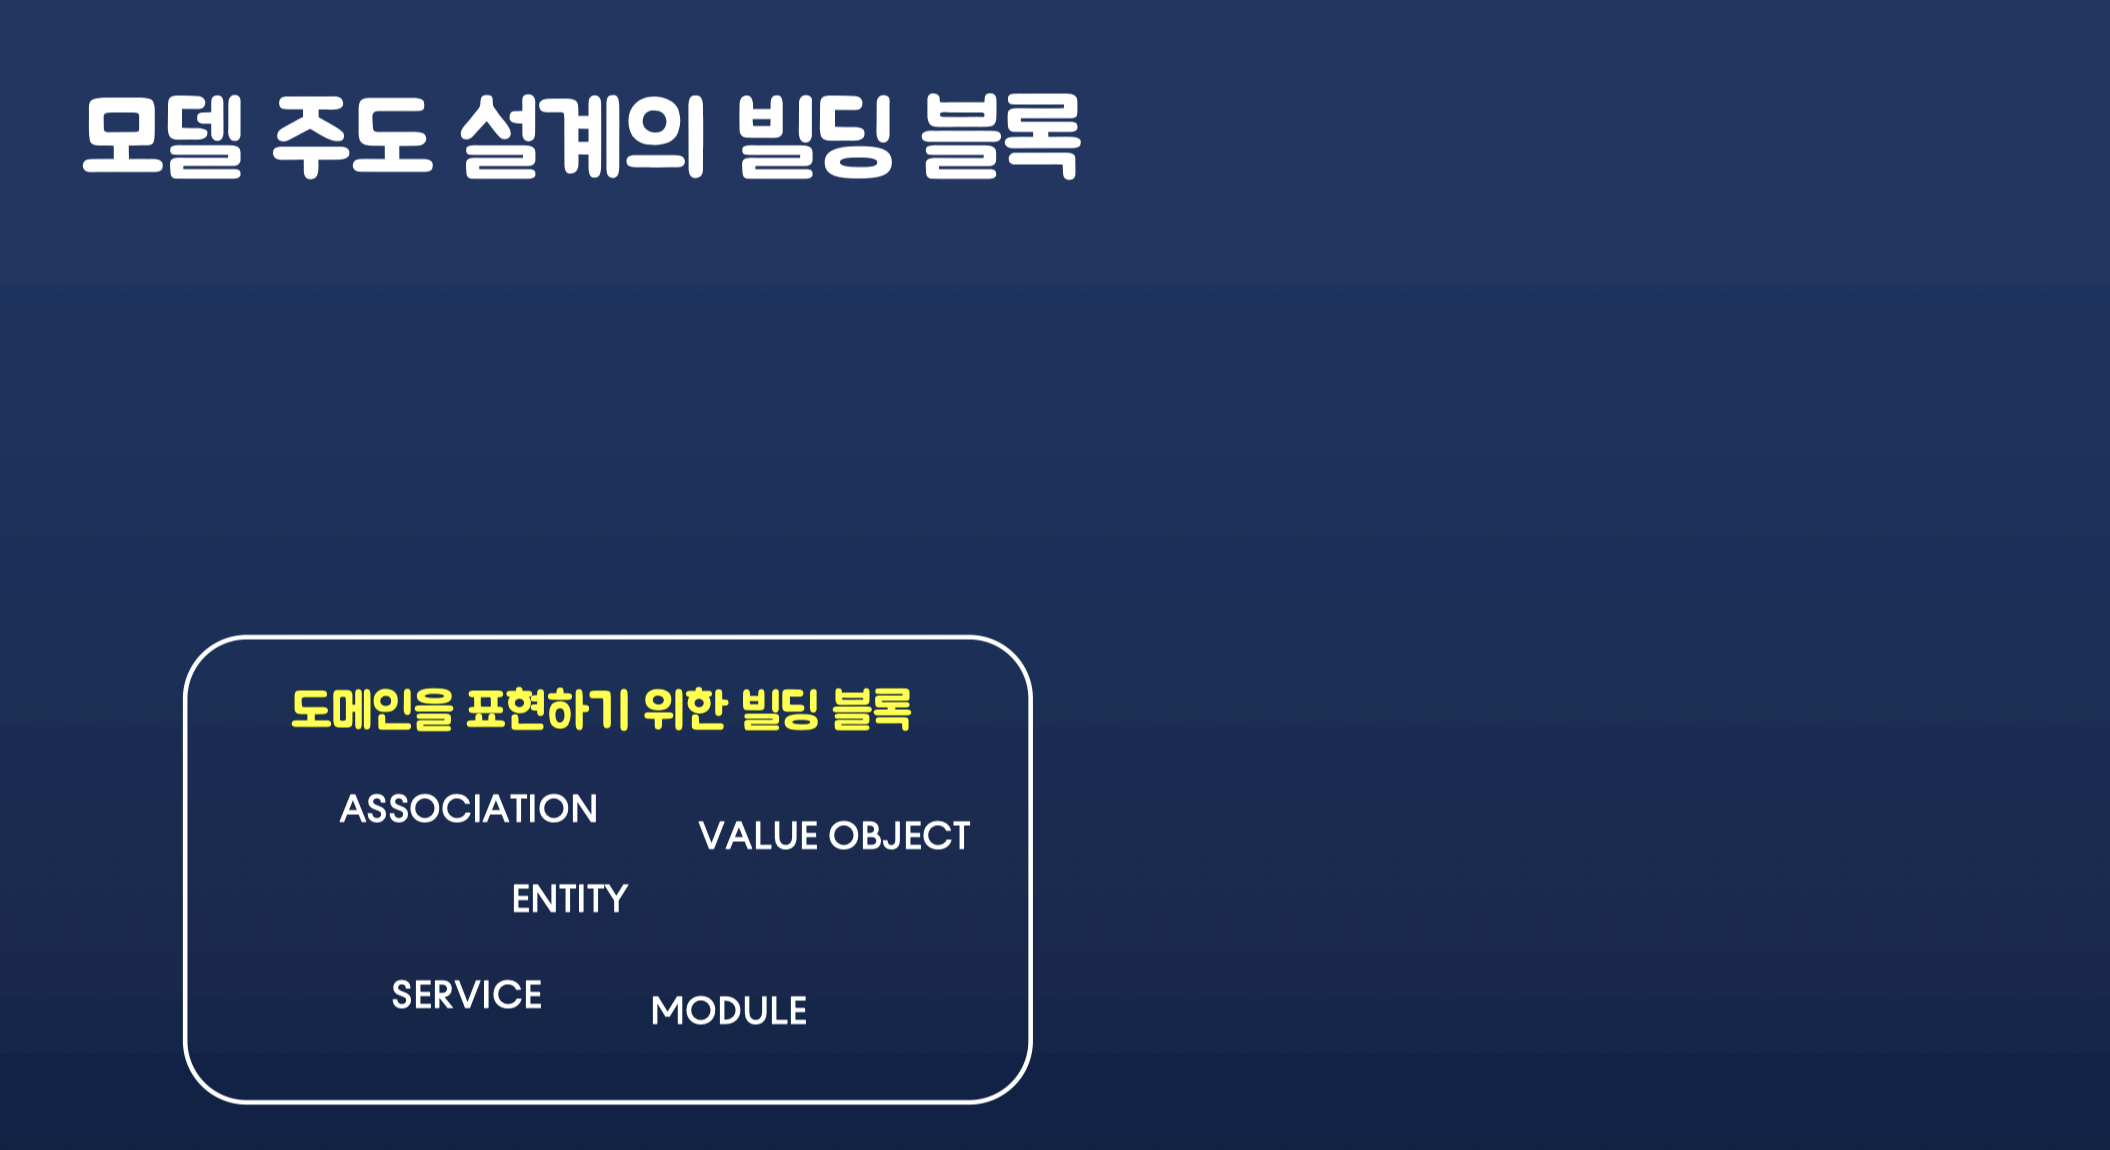 모델 주도 설계의 빌딩 블록
도메인을 표현하기 위한 빌딩 블록
ASSOCIATION
VALUE OBJECT
ENTITY
SERVICE
MODULE